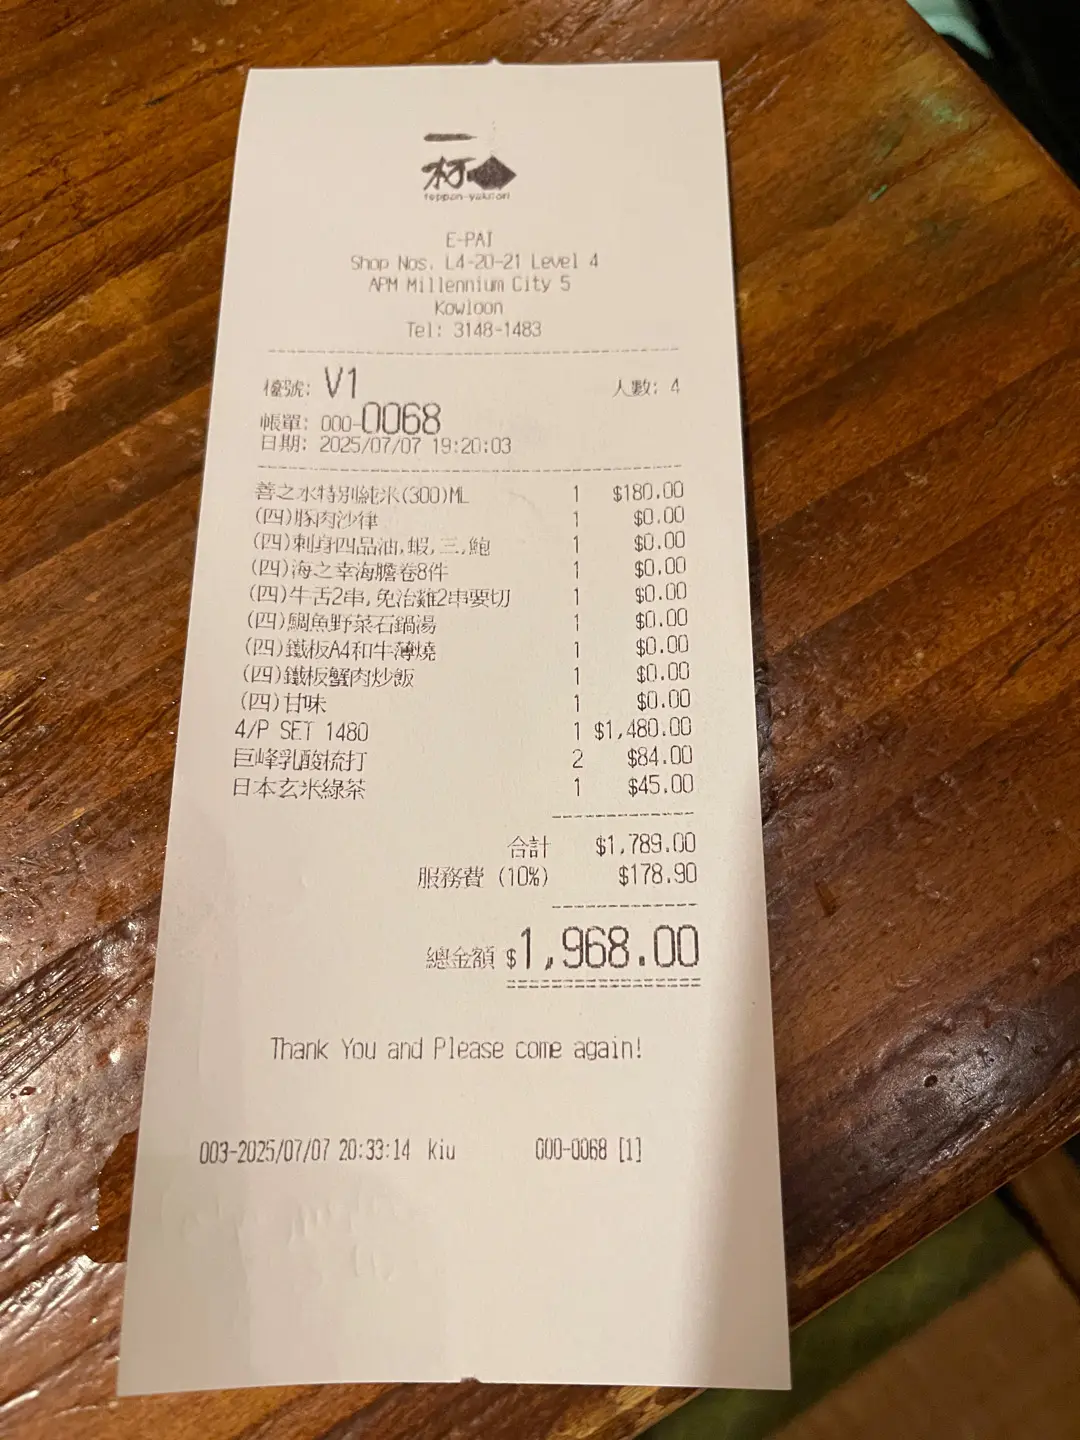 一
杯
teppan-yakitori
E-PAI
Shop Nos. L4-20-21 Level 4
APM Millennium City 5
Kowloon
Tel: 3148-1483
檯號: V1 人數: 4
帳單: 000-0068
日期: 2025/07/07 19:20:03
善之水特別純米(300)ML 1 $180.00
(四)豚肉沙律 1 $0.00
(四)刺身四品油,蝦,三,鮑 1 $0.00
(四)海之幸海膽卷8件 1 $0.00
(四)牛舌2串,免治雞2串要切 1 $0.00
(四)鯛魚野菜石鍋湯 1 $0.00
(四)鐵板A4和牛薄燒 1 $0.00
(四)鐵板蟹肉炒飯 1 $0.00
(四)甘味 1 $0.00
4/P SET 1480 1 $1,480.00
巨峰乳酸梳打 2 $84.00
日本玄米綠茶 1 $45.00
合計 $1,789.00
服務費 (10%) $178.90
總金額 $1,968.00
Thank You and Please come again!
003-2025/07/07 20:33:14 kiu 000-0068 [1]